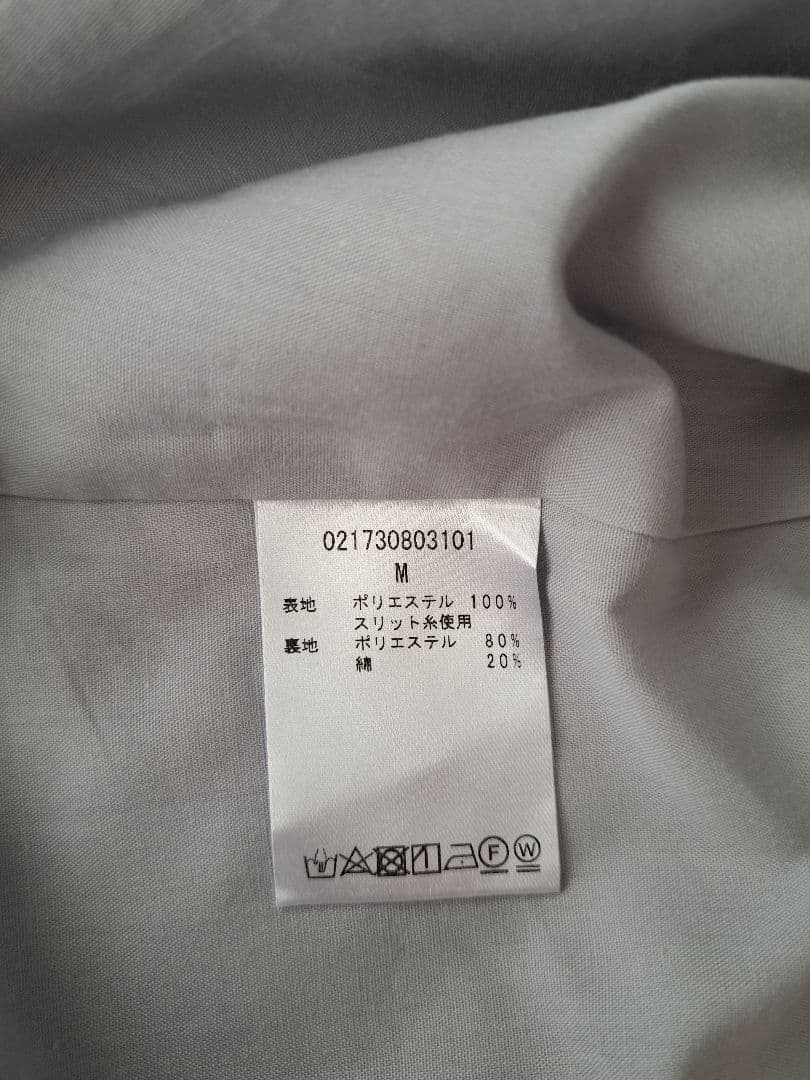 021730803101
M
表地 ポリエステル 100%
スリット糸使用
裏地 ポリエステル 80%
綿 20%
F W